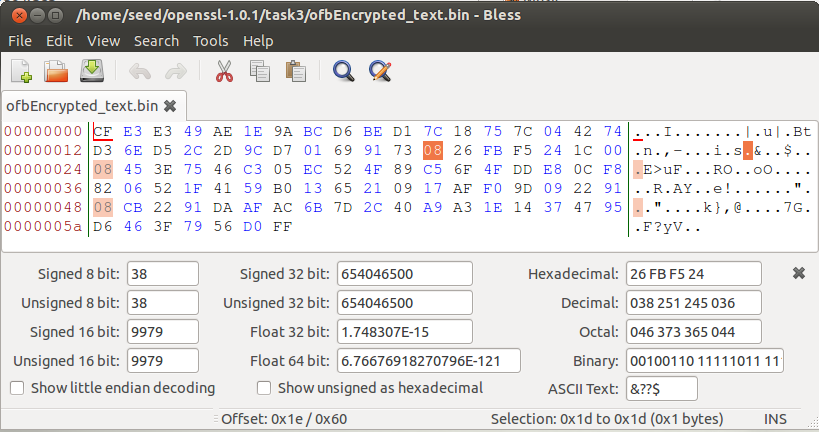 /home/seed/openssl-1.0.1/task3/ofbEncrypted_text.bin - Bless
File Edit View Search Tools Help
ofbEncrypted_text.bin
00000000 CF E3 E3 49 AE 1E 9A BC D6 BE D1 7C 18 75 7C 04 42 74 ...I.......|.u|.Bt
00000012 D3 6E D5 2C 2D 9C D7 01 69 91 73 08 26 FB F5 24 1C 00 .n.,-...i.s.&..$..
00000024 08 45 3E 75 46 C3 05 EC 52 4F 89 C5 6F 4F DD E8 0C F8 .E>uF...RO..oO....
00000036 82 06 52 1F 41 59 B0 13 65 21 09 17 AF F0 9D 09 22 91 ..R.AY..e!......".
00000048 08 CB 22 91 DA AF AC 6B 7D 2C 40 A9 A3 1E 14 37 47 95 .."....k},@....7G.
0000005a D6 46 3F 79 56 D0 FF .F?yV..
Signed 8 bit: 38 Signed 32 bit: 654046500 Hexadecimal: 26 FB F5 24
Unsigned 8 bit: 38 Unsigned 32 bit: 654046500 Decimal: 038 251 245 036
Signed 16 bit: 9979 Float 32 bit: 1.748307E-15 Octal: 046 373 365 044
Unsigned 16 bit: 9979 Float 64 bit: 6.76676918270796E-121 Binary: 00100110 11111011 11
Show little endian decoding Show unsigned as hexadecimal ASCII Text: &??$
Offset: 0x1e / 0x60 Selection: 0x1d to 0x1d (0x1 bytes) INS